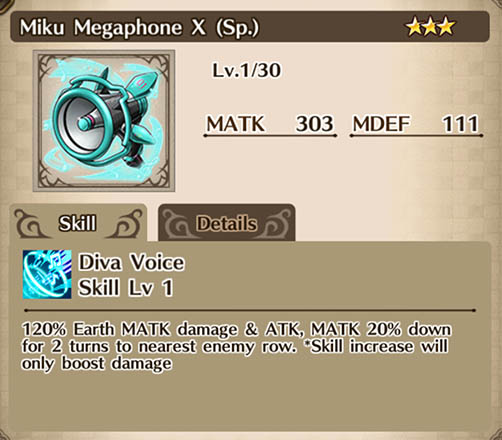 Miku Megaphone X (Sp.)
Lv.1/30
MATK 303 MDEF 111
Skill Details
Diva Voice
Skill Lv 1
120% Earth MATK damage & ATK, MATK 20% down
for 2 turns to nearest enemy row. *Skill increase will
only boost damage